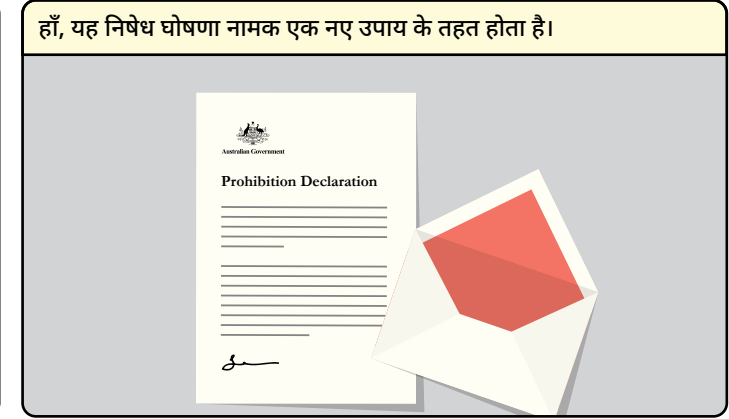 हाँ, यह निषेध घोषणा नामक एक नए उपाय के तहत होता है।
Australian Government
Prohibition Declaration